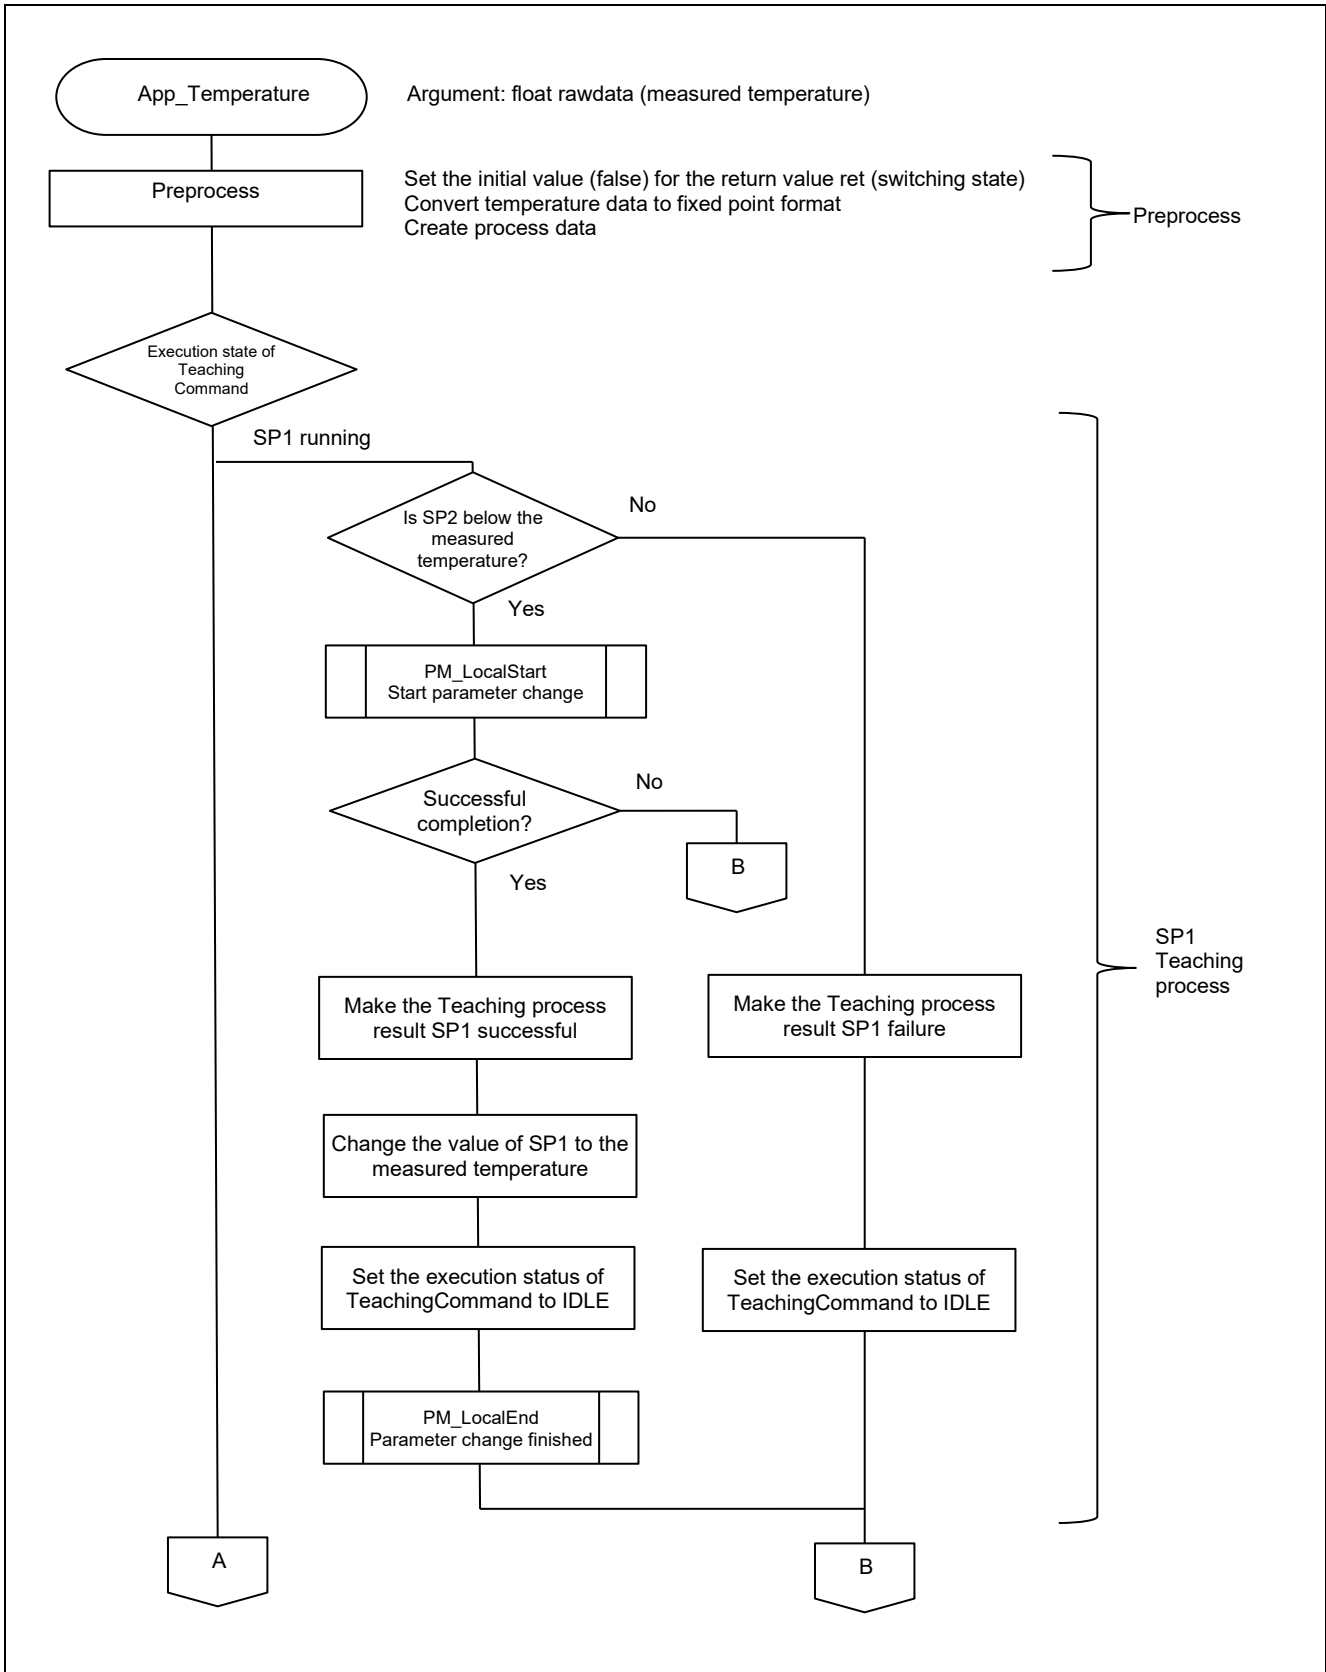 App_Temperature
Argument: float rawdata (measured temperature)
Preprocess
Set the initial value (false) for the return value ret (switching state)
Convert temperature data to fixed point format
Create process data
Preprocess
Execution state of
Teaching
Command
SP1 running
Is SP2 below the
measured
temperature?
No
Yes
PM_LocalStart
Start parameter change
Successful
completion?
No
B
Yes
SP1
Teaching
process
Make the Teaching process
result SP1 successful
Make the Teaching process
result SP1 failure
Change the value of SP1 to the
measured temperature
Set the execution status of
TeachingCommand to IDLE
Set the execution status of
TeachingCommand to IDLE
PM_LocalEnd
Parameter change finished
A
B